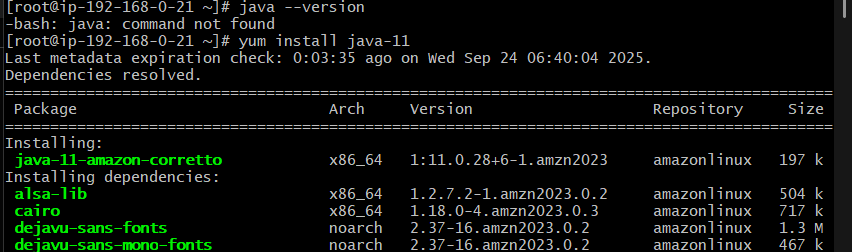 [root@ip-192-168-0-21 ~]# java --version
-bash: java: command not found
[root@ip-192-168-0-21 ~]# yum install java-11
Last metadata expiration check: 0:03:35 ago on Wed Sep 24 06:40:04 2025.
Dependencies resolved.
================================================================================
Package Arch Version Repository Size
================================================================================
Installing:
java-11-amazon-corretto x86_64 1:11.0.28+6-1.amzn2023 amazonlinux 197 k
Installing dependencies:
alsa-lib x86_64 1.2.7.2-1.amzn2023.0.2 amazonlinux 504 k
cairo x86_64 1.18.0-4.amzn2023.0.3 amazonlinux 717 k
dejavu-sans-fonts noarch 2.37-16.amzn2023.0.2 amazonlinux 1.3 M
dejavu-sans-mono-fonts noarch 2.37-16.amzn2023.0.2 amazonlinux 467 k